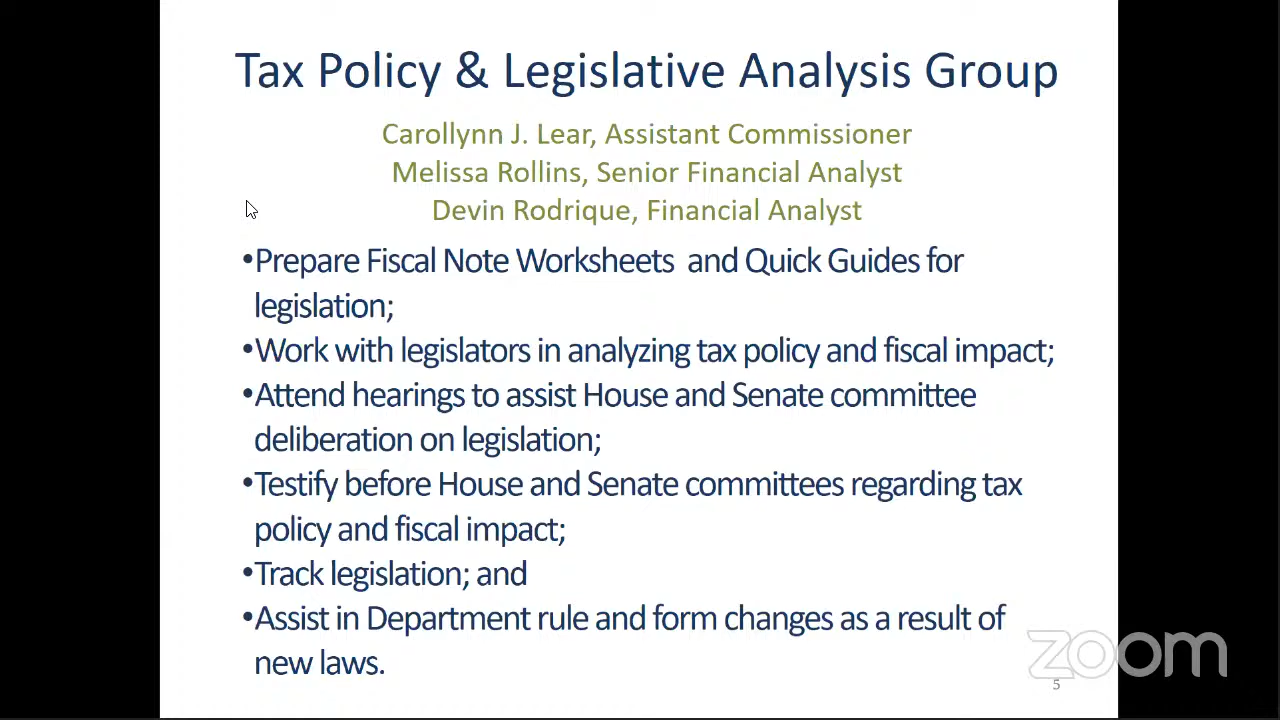 Tax Policy & Legislative Analysis Group
Carollynn J. Lear, Assistant Commissioner
Melissa Rollins, Senior Financial Analyst
Devin Rodrique, Financial Analyst
•Prepare Fiscal Note Worksheets and Quick Guides for
legislation;
•Work with legislators in analyzing tax policy and fiscal impact;
•Attend hearings to assist House and Senate committee
deliberation on legislation;
•Testify before House and Senate committees regarding tax
policy and fiscal impact;
•Track legislation; and
•Assist in Department rule and form changes as a result of
new laws.
zoom
5